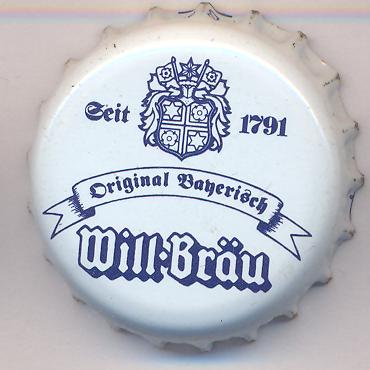 Seit 1791
Original Bayerisch
Will-Bräu